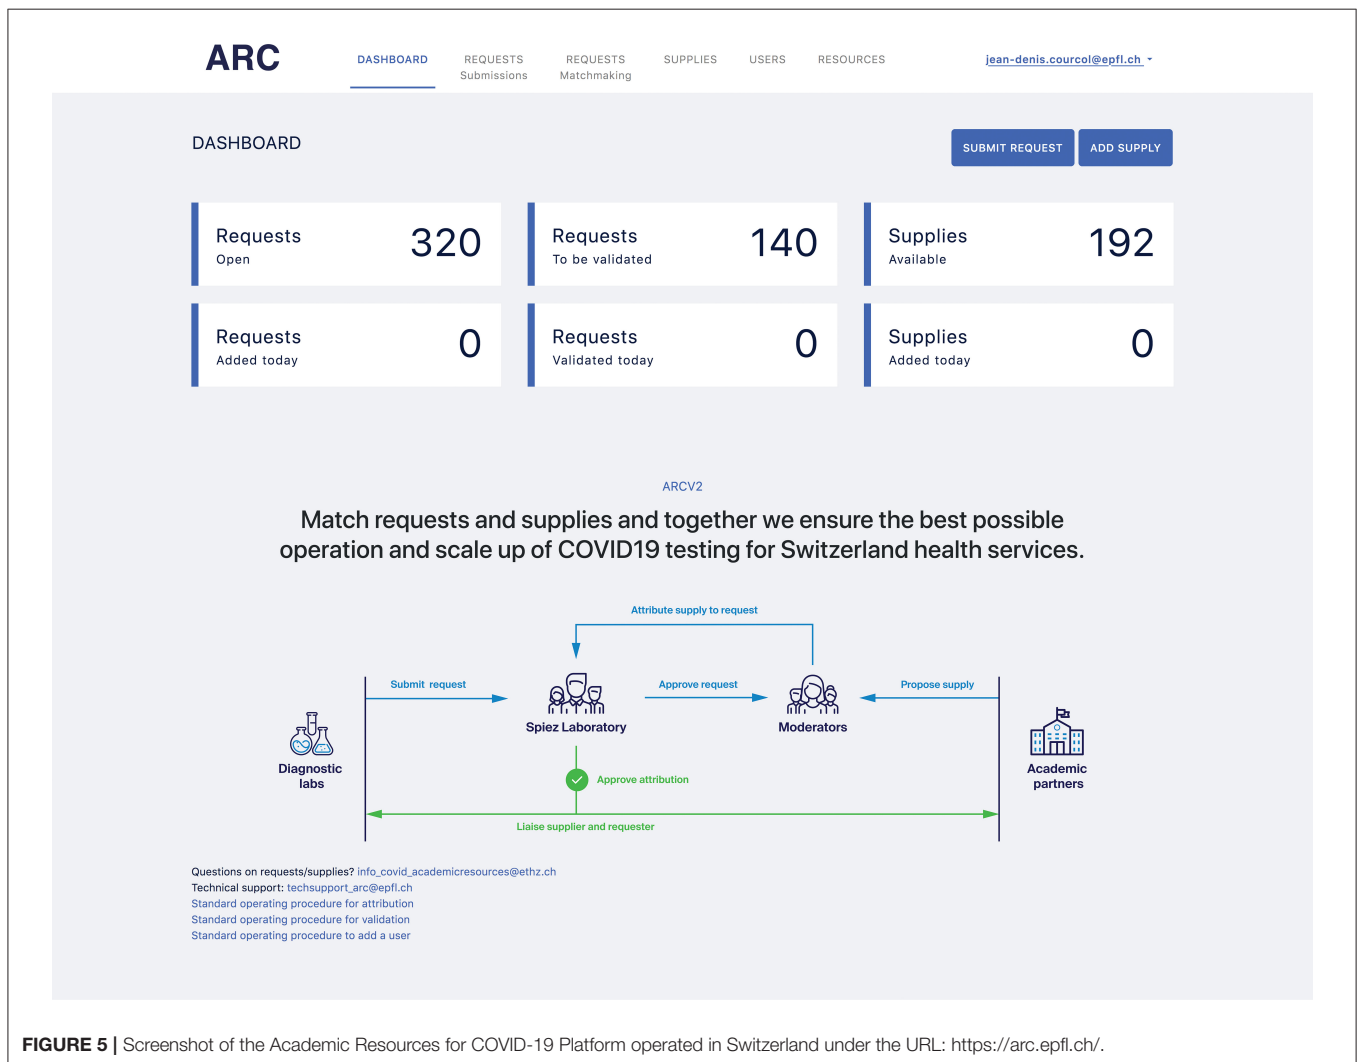 ARC
DASHBOARD
REQUESTS
Submissions
REQUESTS
Matchmaking
SUPPLIES
USERS
RESOURCES
jean-denis.courcol@epfl.ch
DASHBOARD
SUBMIT REQUEST
ADD SUPPLY
Requests
Open
320
Requests
To be validated
140
Supplies
Available
192
Requests
Added today
0
Requests
Validated today
0
Supplies
Added today
0
ARCV2
Match requests and supplies and together we ensure the best possible
operation and scale up of COVID19 testing for Switzerland health services.
Attribute supply to request
Submit request
Approve request
Propose supply
Spiez Laboratory
Moderators
Diagnostic
labs
Academic
partners
Approve attribution
Liaise supplier and requester
Questions on requests/supplies? info_covid_academicresources@ethz.ch
Technical support: techsupport_arc@epfl.ch
Standard operating procedure for attribution
Standard operating procedure for validation
Standard operating procedure to add a user
FIGURE 5 | Screenshot of the Academic Resources for COVID-19 Platform operated in Switzerland under the URL: https://arc.epfl.ch/.